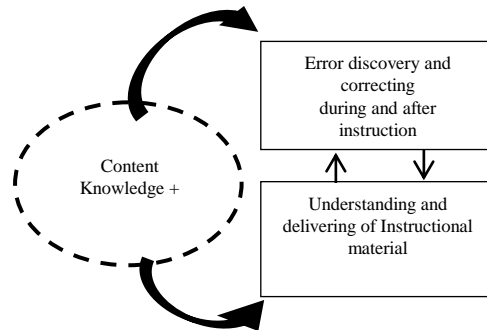 Error discovery and
correcting
during and after
instruction
Content
Knowledge +
Understanding and
delivering of Instructional
material